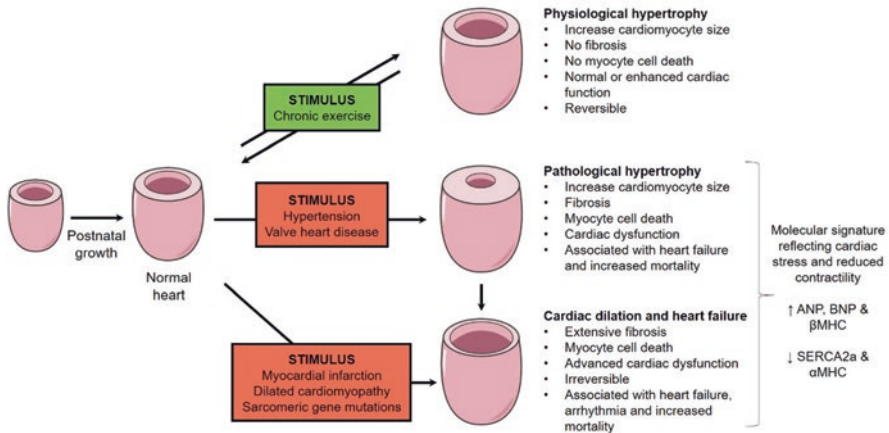 Physiological hypertrophy
• Increase cardiomyocyte size
• No fibrosis
• No myocyte cell death
• Normal or enhanced cardiac
function
• Reversible
STIMULUS
Chronic exercise
Postnatal
growth
Normal
heart
STIMULUS
Hypertension
Valve heart disease
Pathological hypertrophy
• Increase cardiomyocyte size
• Fibrosis
• Myocyte cell death
• Cardiac dysfunction
• Associated with heart failure
and increased mortality
STIMULUS
Myocardial infarction
Dilated cardiomyopathy
Sarcomeric gene mutations
Cardiac dilation and heart failure
• Extensive fibrosis
• Myocyte cell death
• Advanced cardiac dysfunction
• Irreversible
• Associated with heart failure,
arrhythmia and increased
mortality
Molecular signature
reflecting cardiac
stress and reduced
contractility
↑ ANP, BNP &
βMHC
↓ SERCA2a &
αMHC